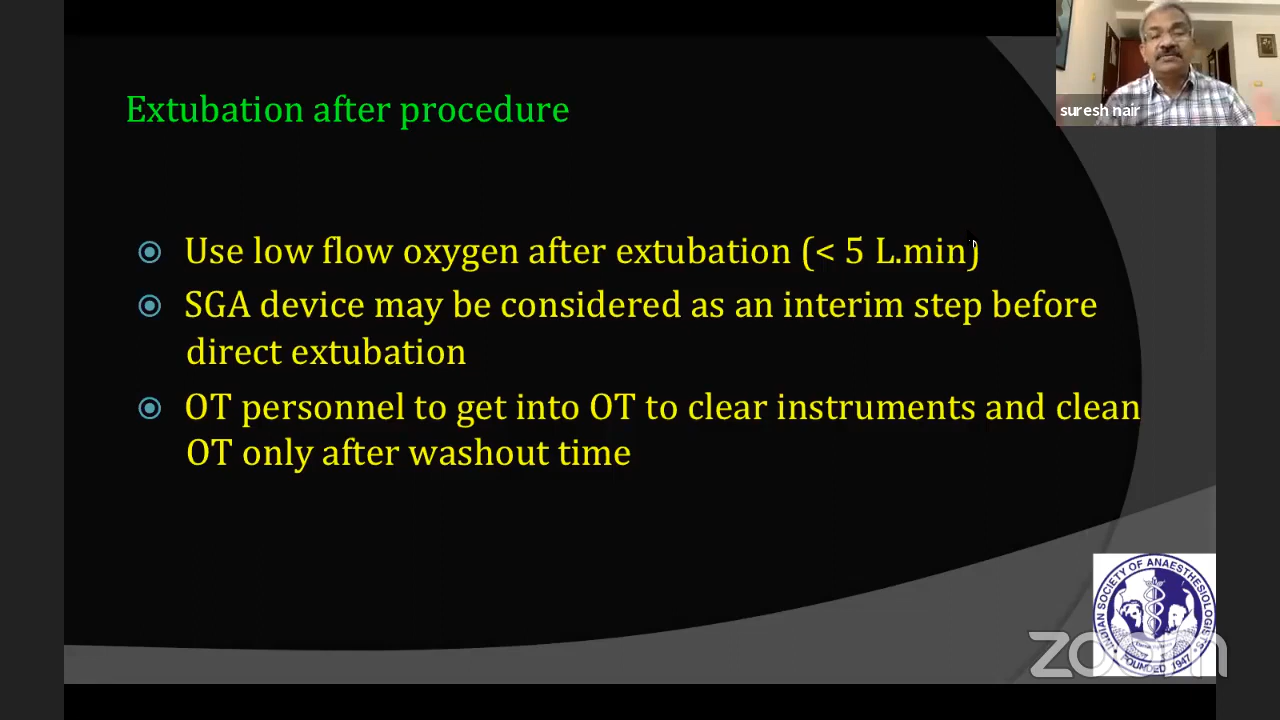 suresh nair
Extubation after procedure
Use low flow oxygen after extubation (< 5 L.min)
SGA device may be considered as an interim step before
direct extubation
OT personnel to get into OT to clear instruments and clean
OT only after washout time
INDIAN SOCIETY OF ANAESTHESIOLOGISTS
FOUNDED 1947
zoom